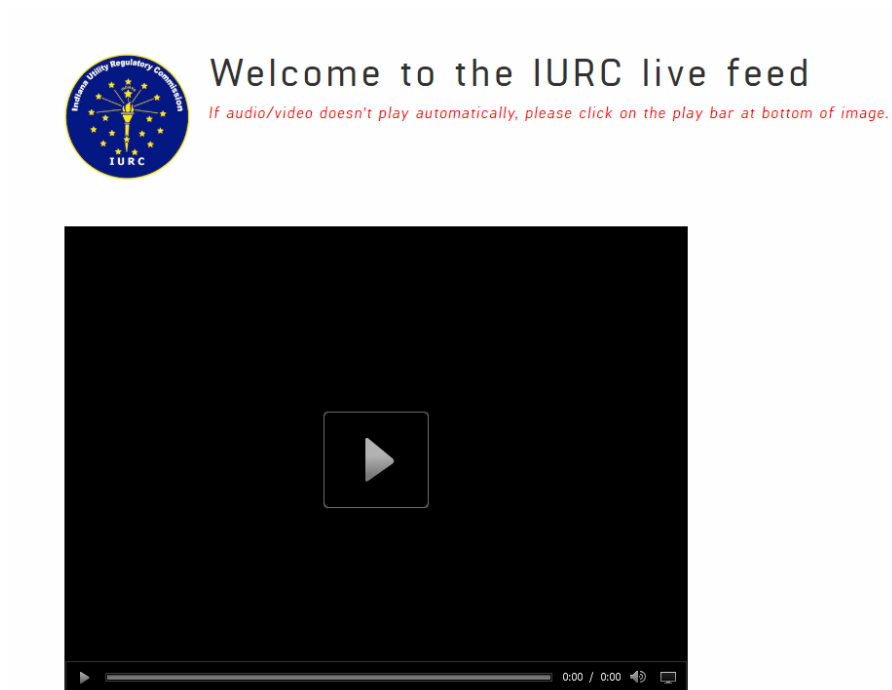 Indiana Utility Regulatory Commission
IURC
Welcome to the IURC live feed
If audio/video doesn't play automatically, please click on the play bar at bottom of image.
0:00 / 0:00